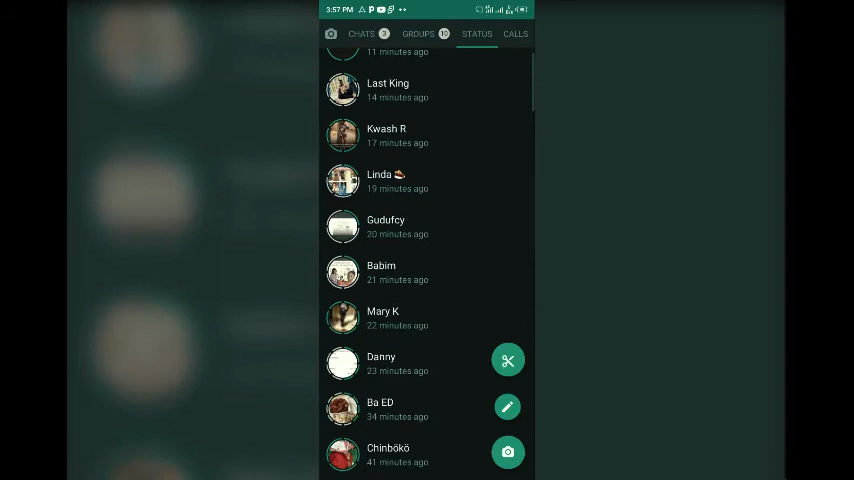 3:57 PM
CHATS 3 GROUPS 10 STATUS CALLS
11 minutes ago
Last King
14 minutes ago
Kwash R
17 minutes ago
Linda 👟
19 minutes ago
Gudufcy
20 minutes ago
Babim
21 minutes ago
Mary K
22 minutes ago
Danny
23 minutes ago
Ba ED
34 minutes ago
Chinbökö
41 minutes ago